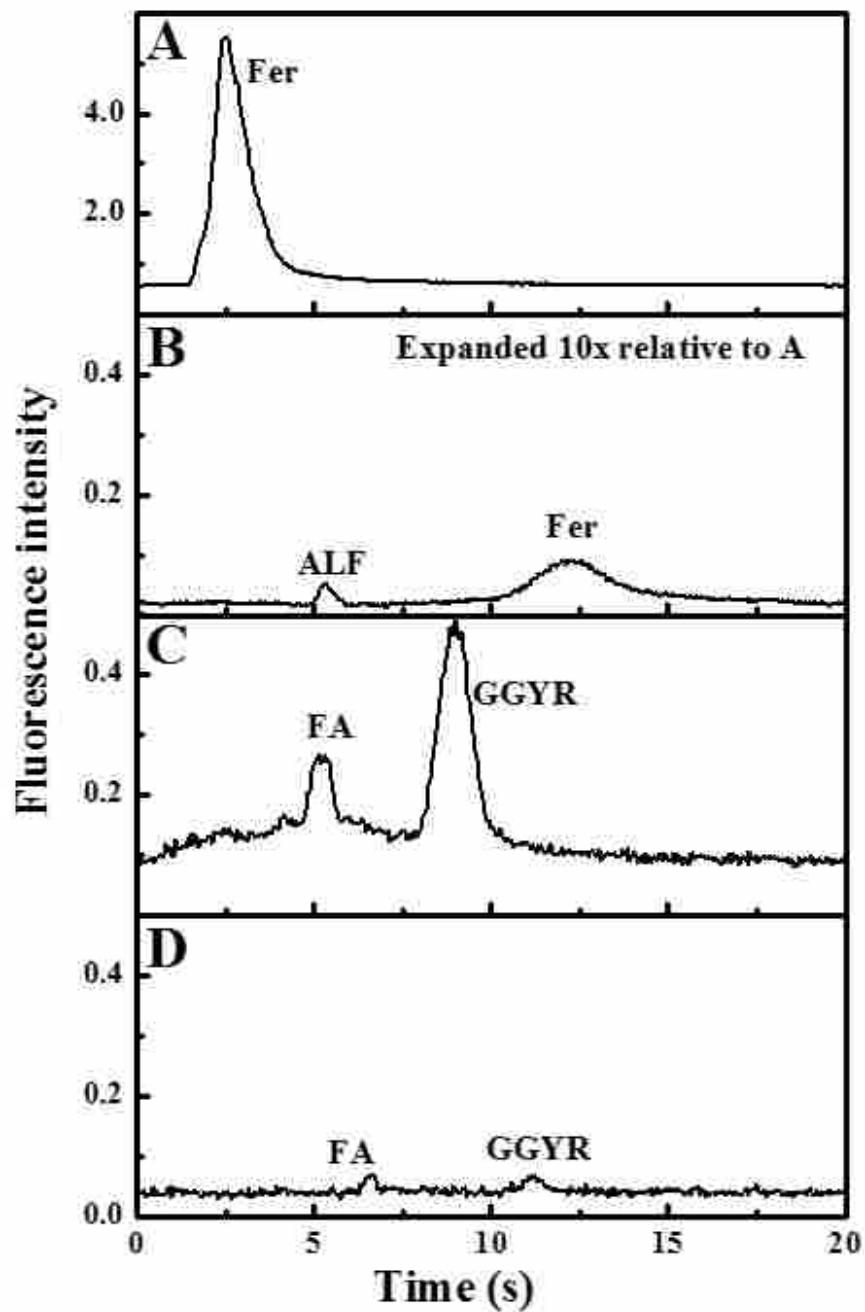 A
Fer
4.0
2.0
B
Expanded 10x relative to A
0.4
0.2
ALF
Fer
C
0.4
0.2
FA
GGYR
D
0.4
0.2
0.0
FA
GGYR
0 5 10 15 20
Time (s)
Fluorescence intensity